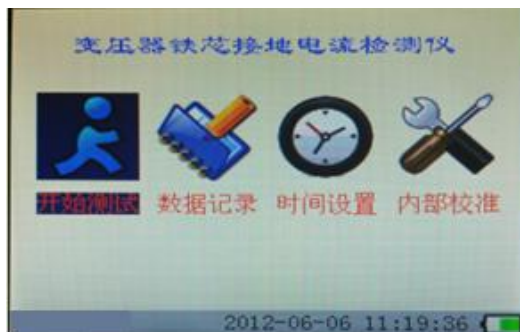 变压器铁芯接地电流检测仪
开始测试 数据记录 时间设置 内部校准
2012-06-06 11:19:36